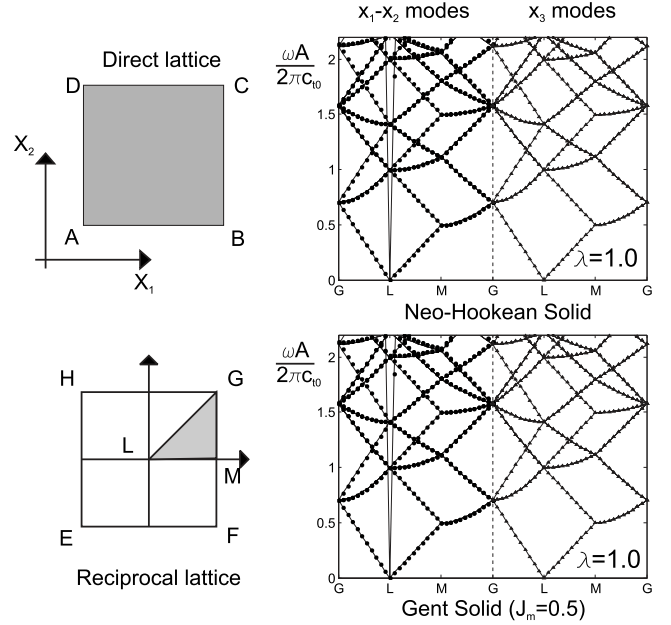 x₁-x₂ modes
x₃ modes
Direct lattice
D
C
X₂
A
B
X₁
ωA
2πc_t0
2
1.5
1
0.5
0
λ=1.0
G L M G L M G
Neo-Hookean Solid
H
G
L
M
E
F
Reciprocal lattice
ωA
2πc_t0
2
1.5
1
0.5
0
λ=1.0
G L M G L M G
Gent Solid (Jₘ=0.5)